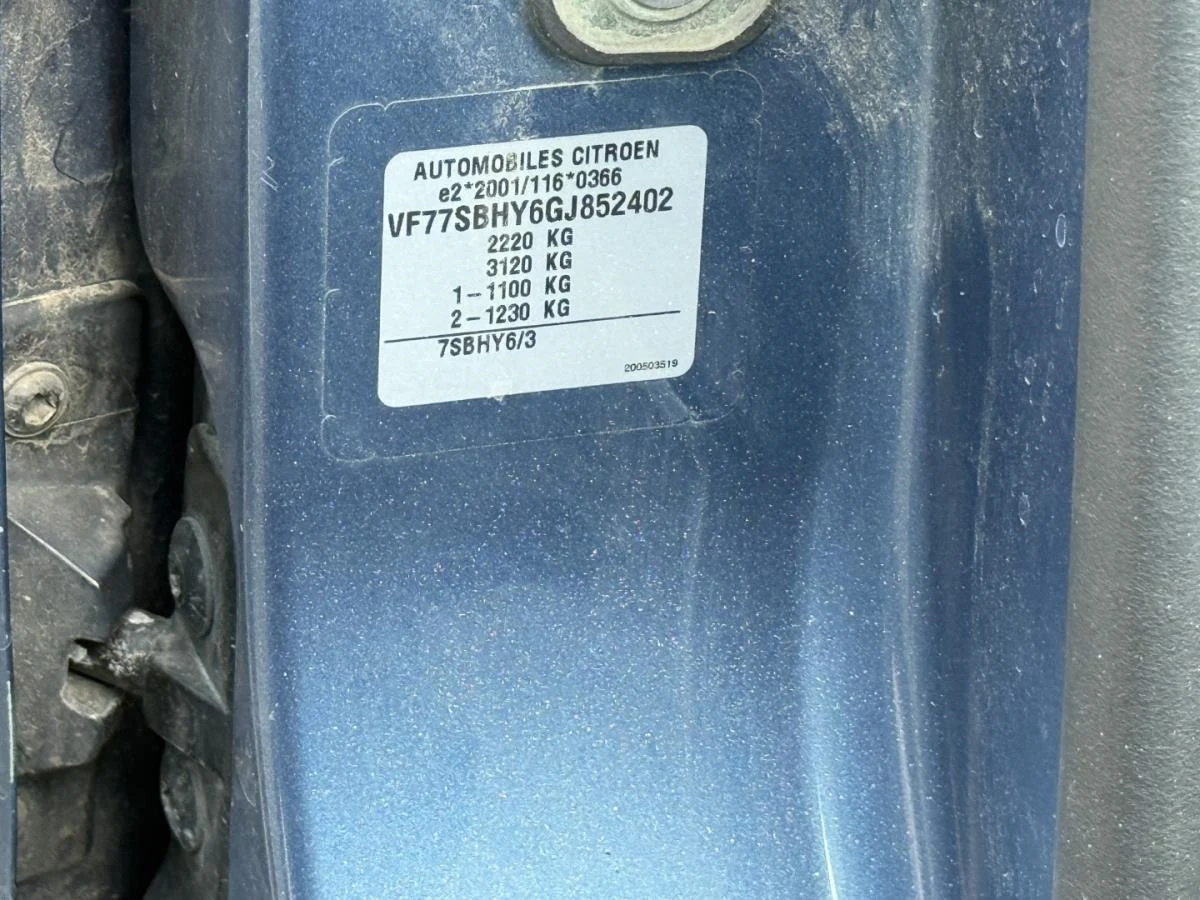 AUTOMOBILES CITROEN
e2*2001/116*0366
VF77SBHY6GJ852402
2220 KG
3120 KG
1-1100 KG
2-1230 KG
7SBHY6/3
200503519